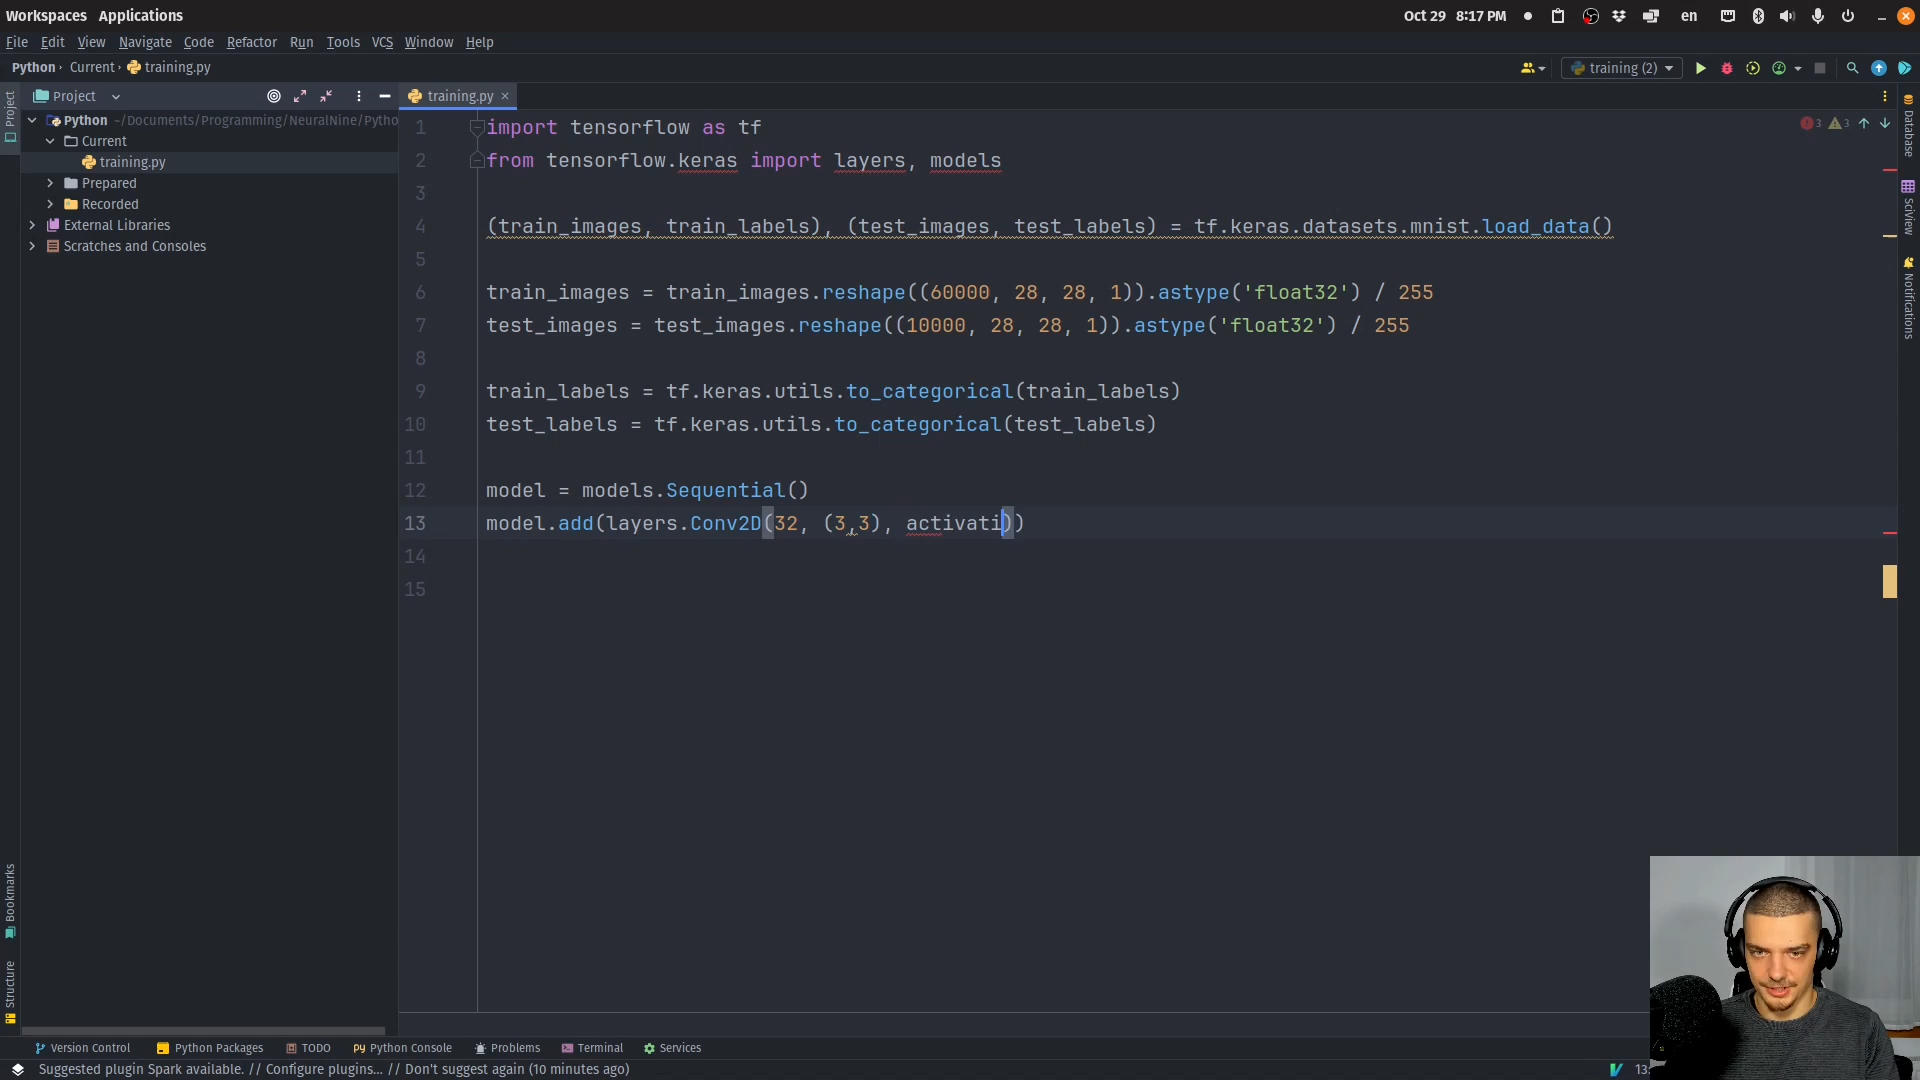 Workspaces Applications
Oct 29 8:17 PM
en
File Edit View Navigate Code Refactor Run Tools VCS Window Help
Python › Current › training.py
training (2)
Project
training.py ×
Python ~/Documents/Programming/NeuralNine/Pytho
Current
training.py
Prepared
Recorded
External Libraries
Scratches and Consoles
Project
Bookmarks
Structure
Database
SciView
Notifications
3 3
1 import tensorflow as tf
2 from tensorflow.keras import layers, models
3
4 (train_images, train_labels), (test_images, test_labels) = tf.keras.datasets.mnist.load_data()
5
6 train_images = train_images.reshape((60000, 28, 28, 1)).astype('float32') / 255
7 test_images = test_images.reshape((10000, 28, 28, 1)).astype('float32') / 255
8
9 train_labels = tf.keras.utils.to_categorical(train_labels)
10 test_labels = tf.keras.utils.to_categorical(test_labels)
11
12 model = models.Sequential()
13 model.add(layers.Conv2D(32, (3,3), activati))
14
15
Version Control Python Packages TODO Python Console Problems Terminal Services
Suggested plugin Spark available. // Configure plugins... // Don't suggest again (10 minutes ago)